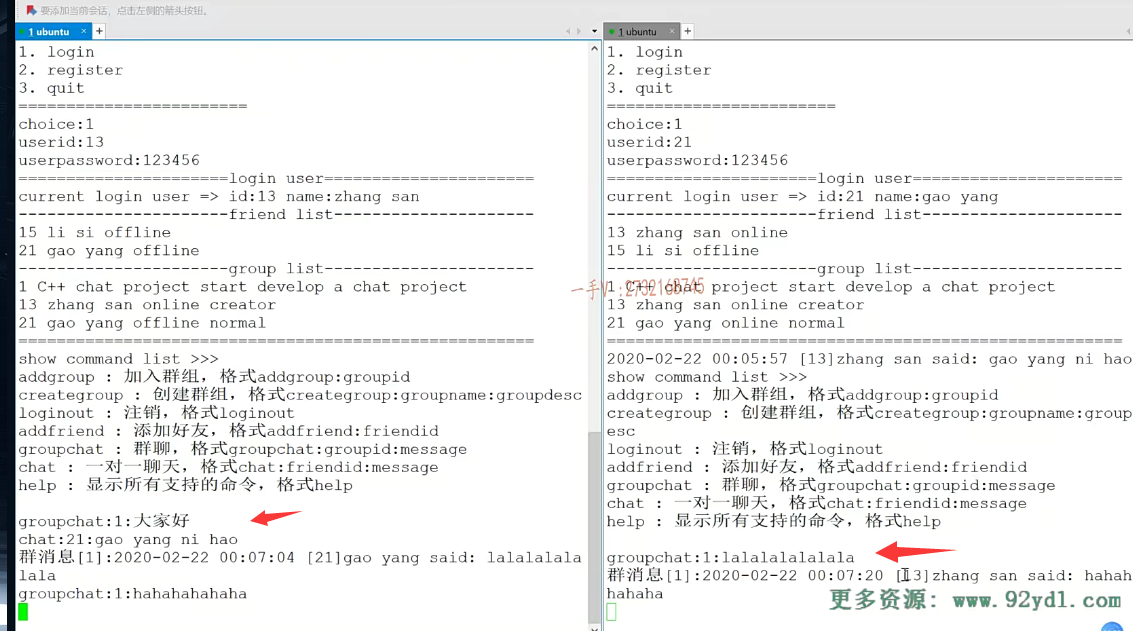 要添加当前会话，点击左侧的箭头按钮。
1 ubuntu × +
1. login
2. register
3. quit
========================
choice:1
userid:13
userpassword:123456
======================login user======================
current login user => id:13 name:zhang san
----------------------friend list---------------------
15 li si offline
21 gao yang offline
----------------------group list----------------------
1 C++ chat project start develop a chat project
13 zhang san online creator
21 gao yang offline normal
======================================================
show command list >>>
addgroup : 加入群组，格式addgroup:groupid
creategroup : 创建群组，格式creategroup:groupname:groupdesc
loginout : 注销，格式loginout
addfriend : 添加好友，格式addfriend:friendid
groupchat : 群聊，格式groupchat:groupid:message
chat : 一对一聊天，格式chat:friendid:message
help : 显示所有支持的命令，格式help
groupchat:1:大家好
chat:21:gao yang ni hao
群消息[1]:2020-02-22 00:07:04 [21]gao yang said: lalalalala
lala
groupchat:1:hahahahahaha
1 ubuntu × +
1. login
2. register
3. quit
========================
choice:1
userid:21
userpassword:123456
======================login user======================
current login user => id:21 name:gao yang
----------------------friend list---------------------
13 zhang san online
15 li si offline
----------------------group list----------------------
1 C++ chat project start develop a chat project
13 zhang san online creator
21 gao yang online normal
======================================================
2020-02-22 00:05:57 [13]zhang san said: gao yang ni hao
show command list >>>
addgroup : 加入群组，格式addgroup:groupid
creategroup : 创建群组，格式creategroup:groupname:group
esc
loginout : 注销，格式loginout
addfriend : 添加好友，格式addfriend:friendid
groupchat : 群聊，格式groupchat:groupid:message
chat : 一对一聊天，格式chat:friendid:message
help : 显示所有支持的命令，格式help
groupchat:1:lalalalalalala
群消息[1]:2020-02-22 00:07:20 [13]zhang san said: hahah
hahaha
一手V:2732168745
更多资源: www.92ydl.com